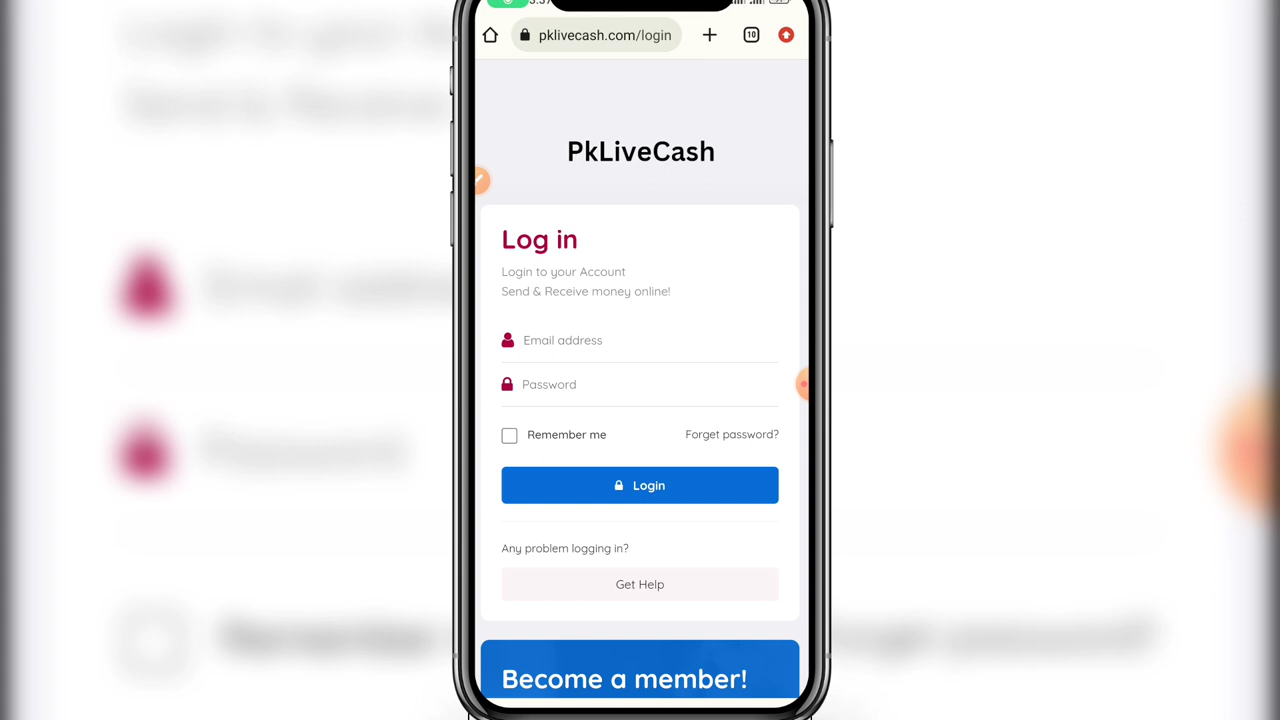 pklivecash.com/login
10
PkLiveCash
Log in
Login to your Account
Send & Receive money online!
Email address
Password
Remember me
Forget password?
Login
Any problem logging in?
Get Help
Become a member!